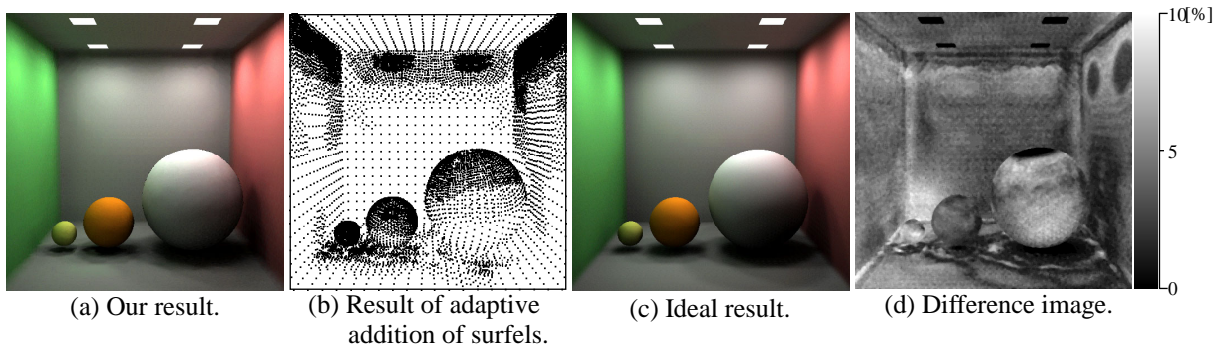 10[%]
5
0
(a) Our result.
(b) Result of adaptive
addition of surfels.
(c) Ideal result.
(d) Difference image.